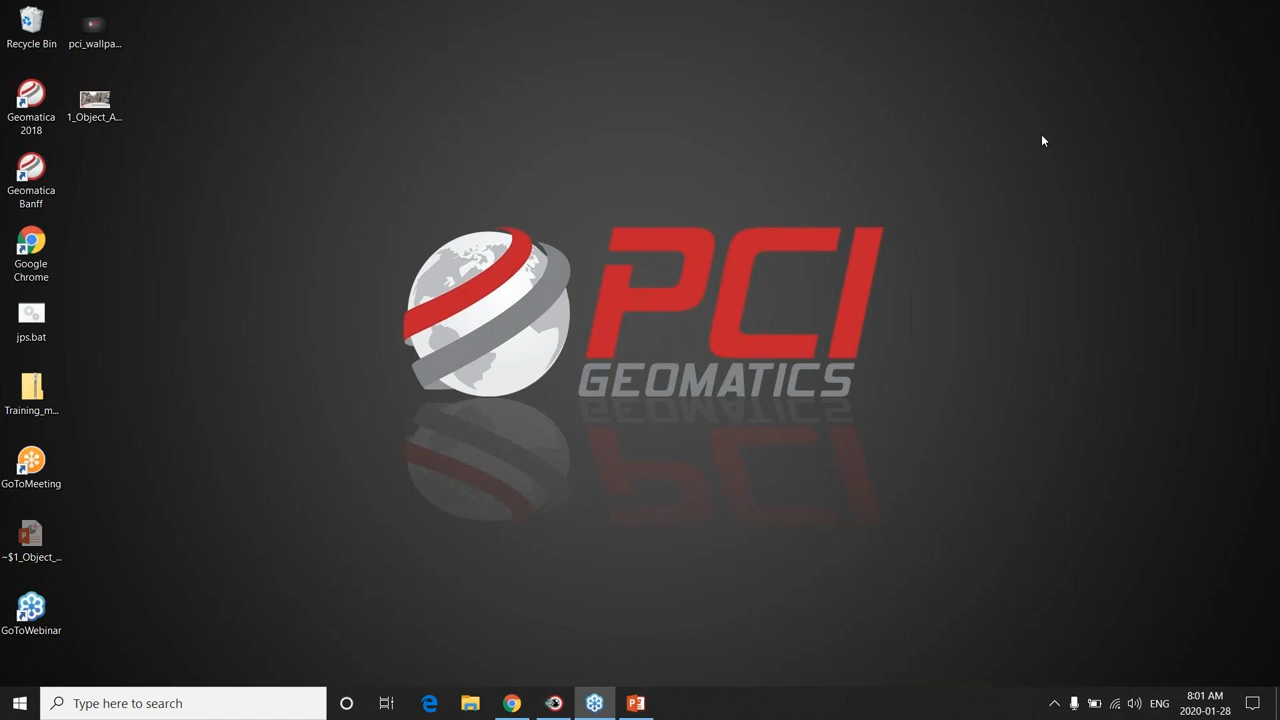 Recycle Bin
pci_wallpa...
Geomatica
2018
1_Object_A...
Geomatica
Banff
Google
Chrome
jps.bat
Training_m...
GoToMeeting
~$1_Object_...
GoToWebinar
PCI
GEOMATICS
Type here to search
ENG
8:01 AM
2020-01-28